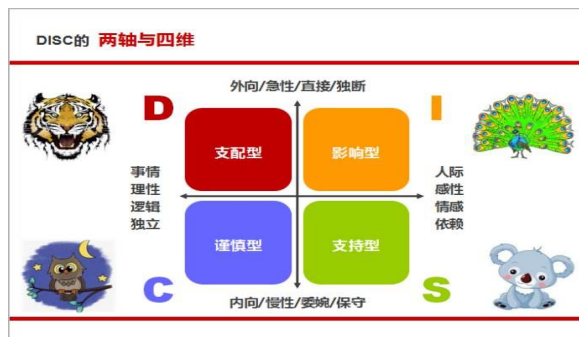 DISC的 两轴与四维
外向/急性/直接/独断
D
I
支配型
影响型
事情
理性
逻辑
独立
人际
感性
情感
依赖
谨慎型
支持型
C
S
内向/慢性/委婉/保守